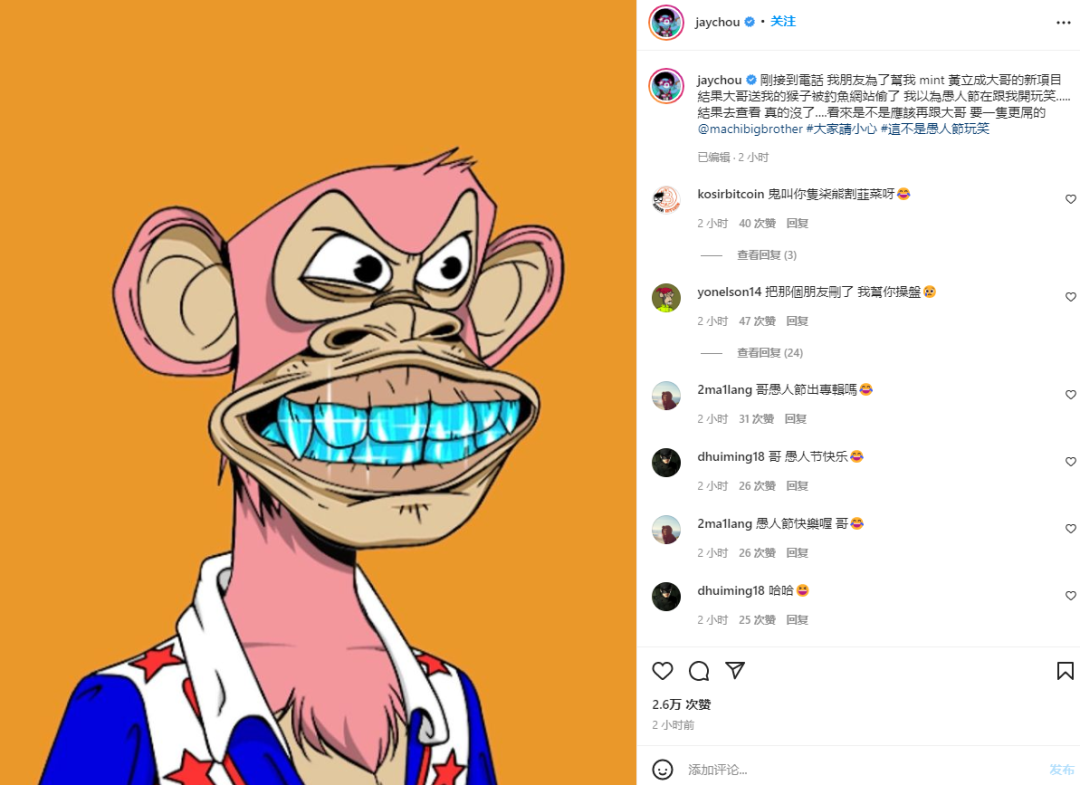 jaychou • 关注
jaychou 剛接到電話 我朋友為了幫我 mint 黃立成大哥的新項目
結果大哥送我的猴子被釣魚網站偷了 我以為愚人節在跟我開玩笑.....
結果去查看 真的沒了....看來是不是應該再跟大哥 要一隻更屌的
@machibigbrother #大家請小心 #這不是愚人節玩笑
已编辑 · 2 小时
kosirbitcoin 鬼叫你隻柒熊割韮菜呀😂
2 小时 40 次赞 回复
查看回复 (3)
yonelson14 把那個朋友刪了 我幫你操盤😢
2 小时 47 次赞 回复
查看回复 (24)
2ma1lang 哥愚人節出專輯嗎😂
2 小时 31 次赞 回复
dhuiming18 哥 愚人节快乐😂
2 小时 26 次赞 回复
2ma1lang 愚人節快樂喔 哥😂
2 小时 26 次赞 回复
dhuiming18 哈哈😆
2 小时 25 次赞 回复
2.6万 次赞
2 小时前
添加评论...
发布